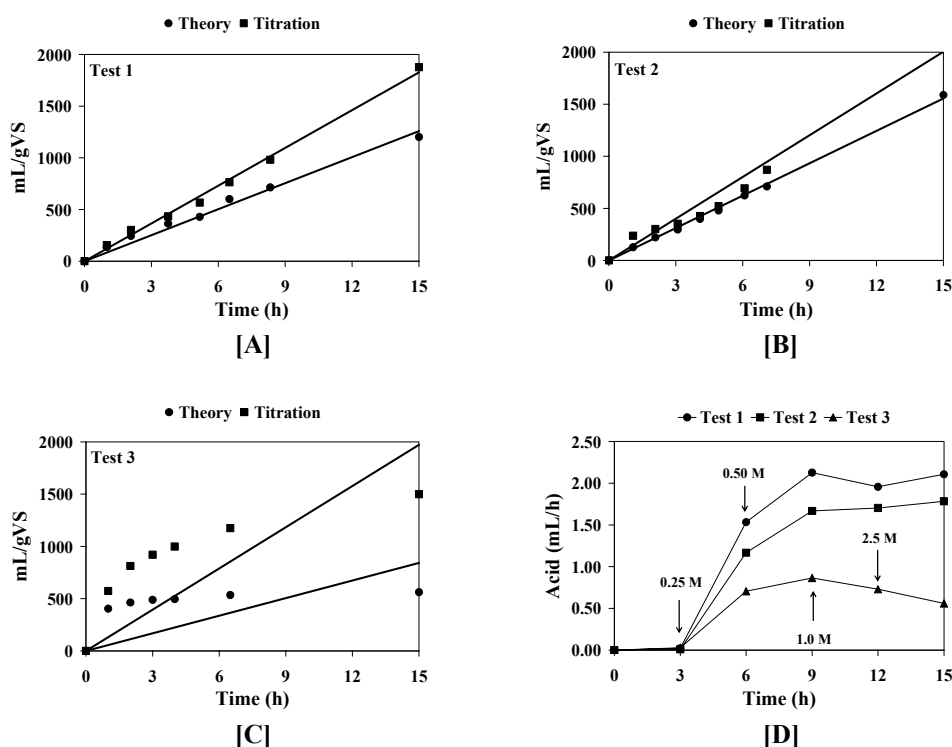 ● Theory ■ Titration
Test 1
2000
1500
1000
500
0
mL/gVS
0 3 6 9 12 15
Time (h)
[A]
● Theory ■ Titration
Test 2
2000
1500
1000
500
0
mL/gVS
0 3 6 9 12 15
Time (h)
[B]
● Theory ■ Titration
Test 3
2000
1500
1000
500
0
mL/gVS
0 3 6 9 12 15
Time (h)
[C]
Test 1 Test 2 Test 3
2.50
2.00
1.50
1.00
0.50
0.00
Acid (mL/h)
0.50 M
2.5 M
0.25 M
1.0 M
0 3 6 9 12 15
Time (h)
[D]